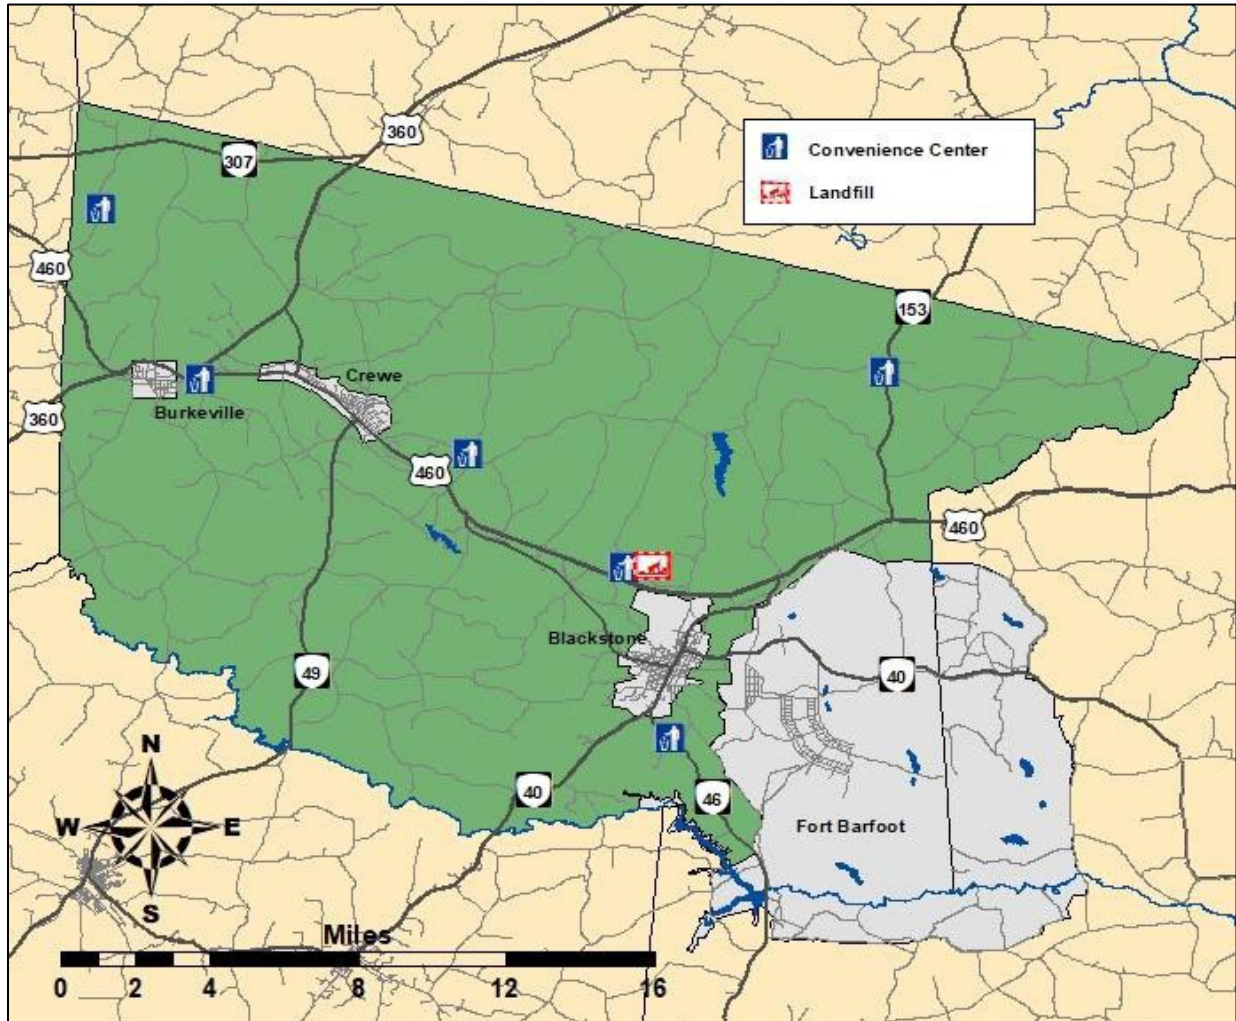 360
307
Convenience Center
Landfill
460
153
Crewe
360
Burkeville
460
460
Blackstone
49
40
N
40
46
W
E
Fort Barfoot
S
Miles
0 2 4 8 12 16